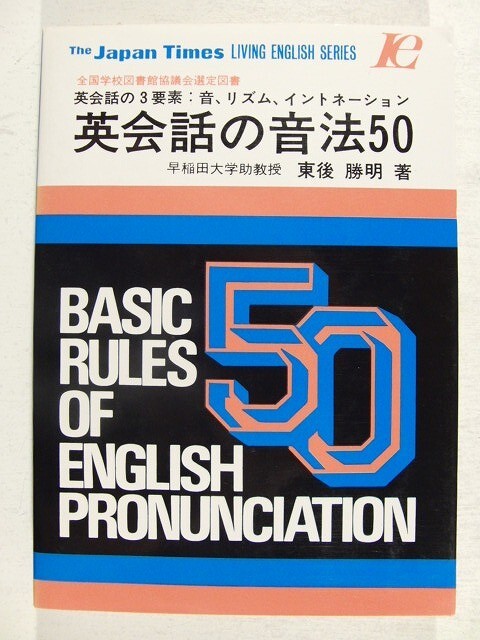 The Japan Times LIVING ENGLISH SERIES
le
全国学校図書館協議会選定図書
英会話の3要素：音、リズム、イントネーション
英会話の音法50
早稲田大学助教授 東後 勝明 著
50
BASIC
RULES
OF
ENGLISH
PRONUNCIATION